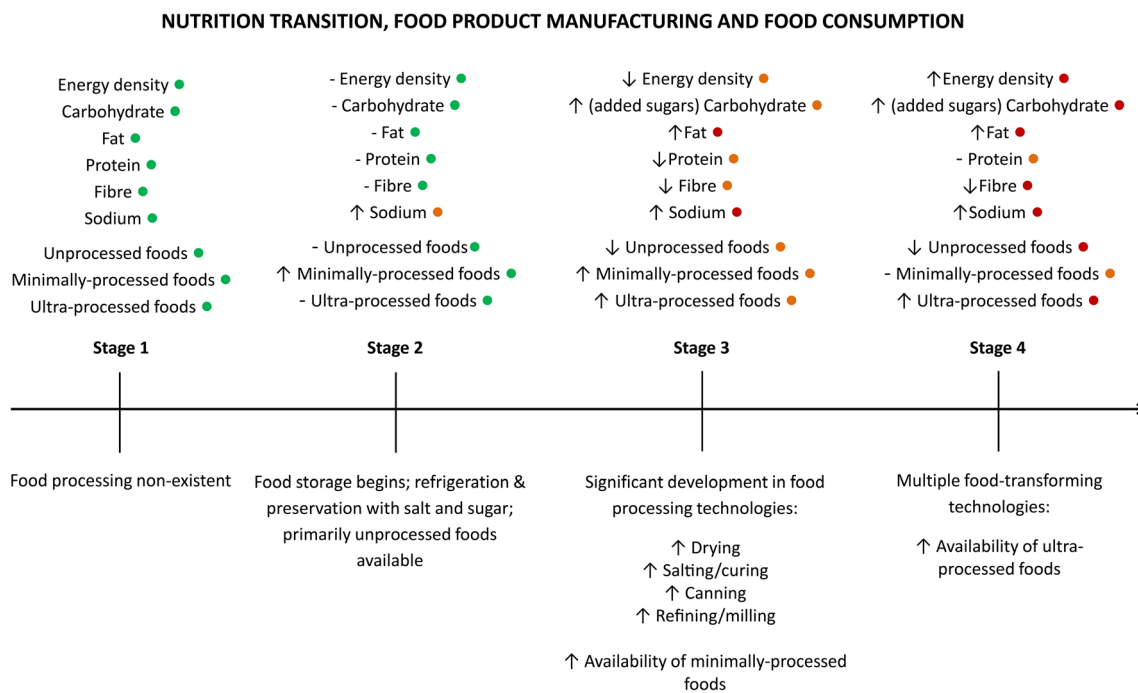 NUTRITION TRANSITION, FOOD PRODUCT MANUFACTURING AND FOOD CONSUMPTION
Energy density
Carbohydrate
Fat
Protein
Fibre
Sodium
Unprocessed foods
Minimally-processed foods
Ultra-processed foods
Stage 1
Food processing non-existent
- Energy density
- Carbohydrate
- Fat
- Protein
- Fibre
↑ Sodium
- Unprocessed foods
↑ Minimally-processed foods
- Ultra-processed foods
Stage 2
Food storage begins; refrigeration &
preservation with salt and sugar;
primarily unprocessed foods
available
↓ Energy density
↑ (added sugars) Carbohydrate
↑Fat
↓Protein
↓ Fibre
↑ Sodium
↓ Unprocessed foods
↑ Minimally-processed foods
↑ Ultra-processed foods
Stage 3
Significant development in food
processing technologies:
↑ Drying
↑ Salting/curing
↑ Canning
↑ Refining/milling
↑ Availability of minimally-processed
foods
↑Energy density
↑ (added sugars) Carbohydrate
↑Fat
- Protein
↓Fibre
↑Sodium
↓ Unprocessed foods
- Minimally-processed foods
↑ Ultra-processed foods
Stage 4
Multiple food-transforming
technologies:
↑ Availability of ultra-
processed foods